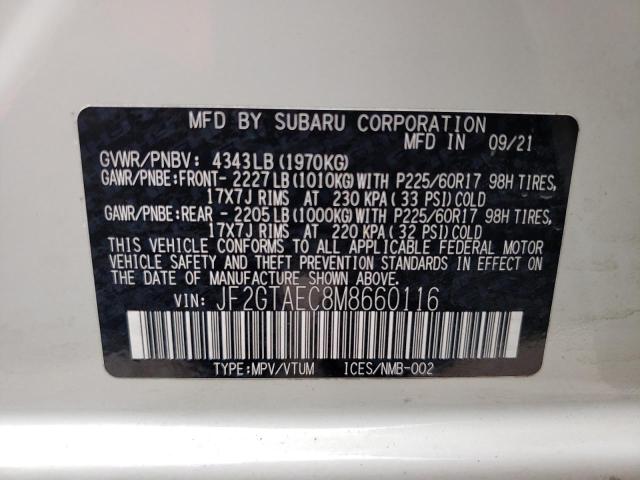 MFD BY SUBARU CORPORATION
MFD IN 09/21
GVWR/PNBV: 4343LB(1970KG)
GAWR/PNBE:FRONT- 2227LB(1010KG)WITH P225/60R17 98H TIRES,
17X7J RIMS AT 230 KPA(33 PSI)COLD
GAWR/PNBE:REAR - 2205LB(1000KG)WITH P225/60R17 98H TIRES,
17X7J RIMS AT 220 KPA(32 PSI)COLD
THIS VEHICLE CONFORMS TO ALL APPLICABLE FEDERAL MOTOR
VEHICLE SAFETY AND THEFT PREVENTION STANDARDS IN EFFECT ON
THE DATE OF MANUFACTURE SHOWN ABOVE.
VIN: JF2GTAEC8M8660116
TYPE:MPV/VTUM ICES/NMB-002